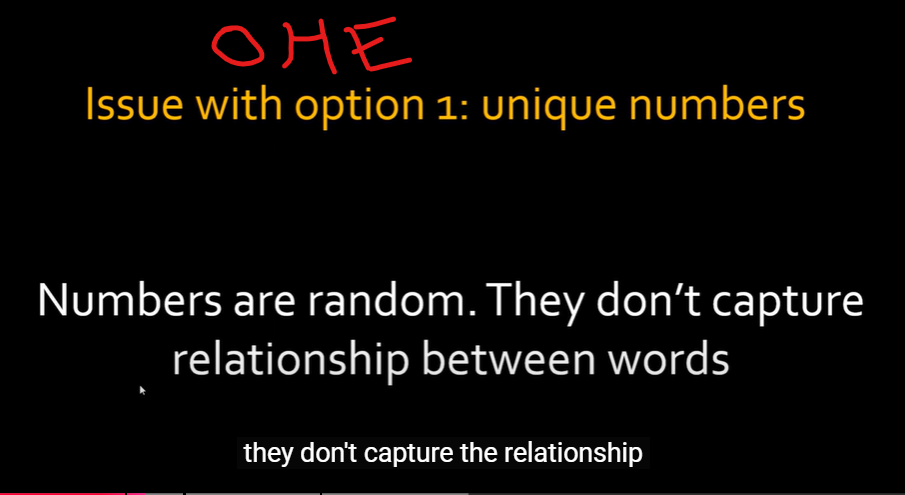 OHE
Issue with option 1: unique numbers
Numbers are random. They don’t capture
relationship between words
they don't capture the relationship